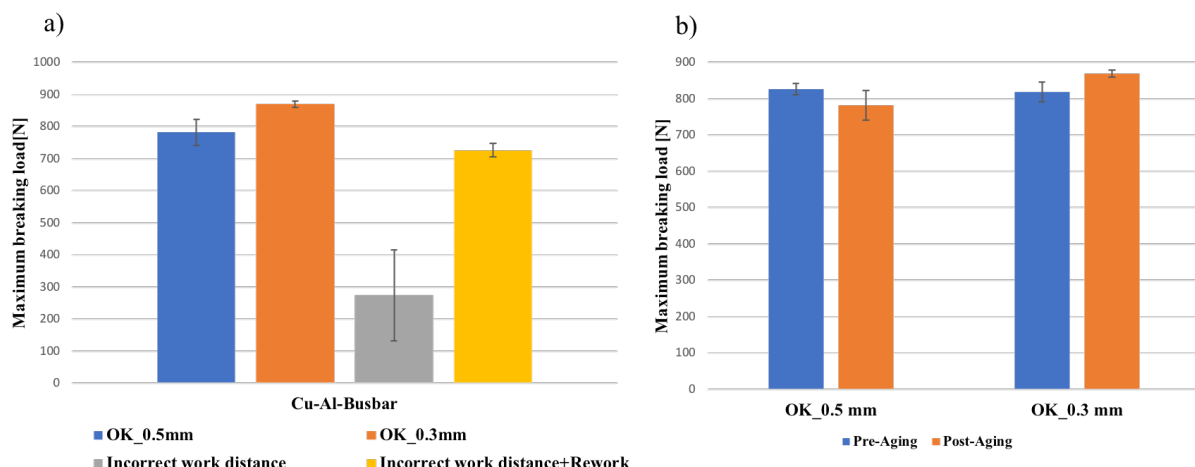 a)
Maximum breaking load[N]
1000
900
800
700
600
500
400
300
200
100
0
Cu-Al-Busbar
OK_0.5mm
OK_0.3mm
Incorrect work distance
Incorrect work distance+Rework
b)
Maximum breaking load [N]
900
800
700
600
500
400
300
200
100
0
OK_0.5 mm
OK_0.3 mm
Pre-Aging
Post-Aging